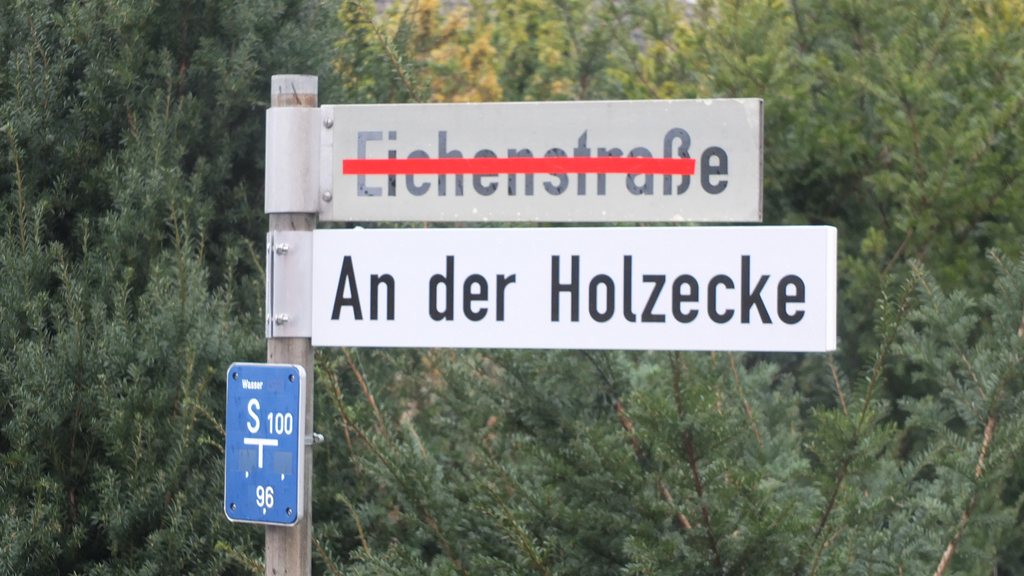 Eichenstraße
An der Holzecke
Wasser
S 100
96